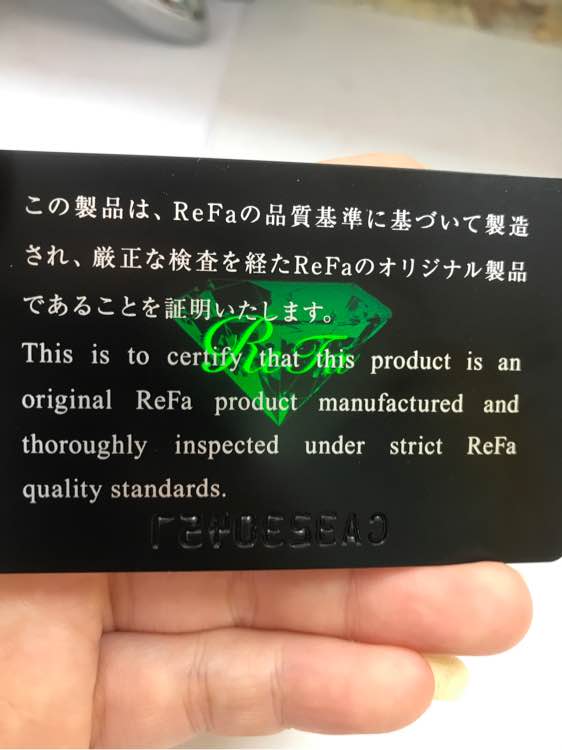 この製品は、ReFaの品質基準に基づいて製造
され、厳正な検査を経たReFaのオリジナル製品
であることを証明いたします。
ReFa
This is to certify that this product is an
original ReFa product manufactured and
thoroughly inspected under strict ReFa
quality standards.